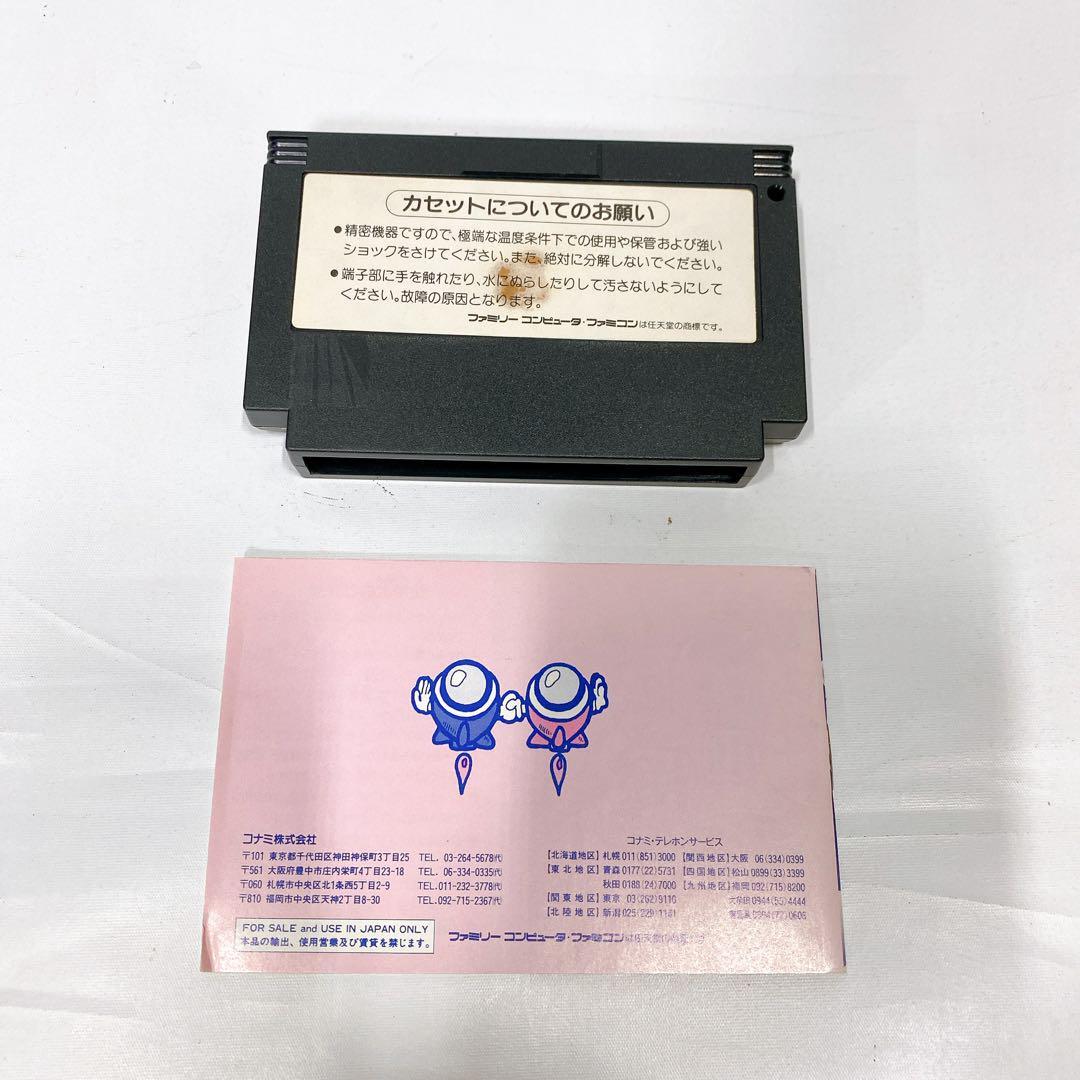 カセットについてのお願い
●精密機器ですので、極端な温度条件下での使用や保管および強い
ショックをさけてください。また、絶対に分解しないでください。
●端子部に手を触れたり、水にぬらしたりして汚さないようにして
ください。故障の原因となります。
ファミリー コンピュータ・ファミコンは任天堂の商標です。
コナミ株式会社
〒101 東京都千代田区神田神保町3丁目25 TEL. 03-264-5678㈹
〒561 大阪府豊中市庄内栄町4丁目23-18 TEL. 06-334-0335㈹
〒060 札幌市中央区北1条西5丁目2-9 TEL.011-232-3778㈹
〒810 福岡市中央区天神2丁目8-30 TEL.092-715-2367㈹
FOR SALE and USE IN JAPAN ONLY
本品の輸出、使用営業及び賃貸を禁じます。
コナミ・テレホンサービス
【北海道地区】札幌 011(851)3000 【関西地区】大阪 06(334)0399
【東北地区】青森 0177(22)5731 【四国地区】松山 0899(33)3399
秋田 0188(24)7000 【九州地区】福岡 092(715)8200
【関東地区】東京 03(262)9110 0944(55)4444
【北陸地区】新潟 025(229)1141
ファミリー コンピュータ・ファミコンは任天堂の商標です